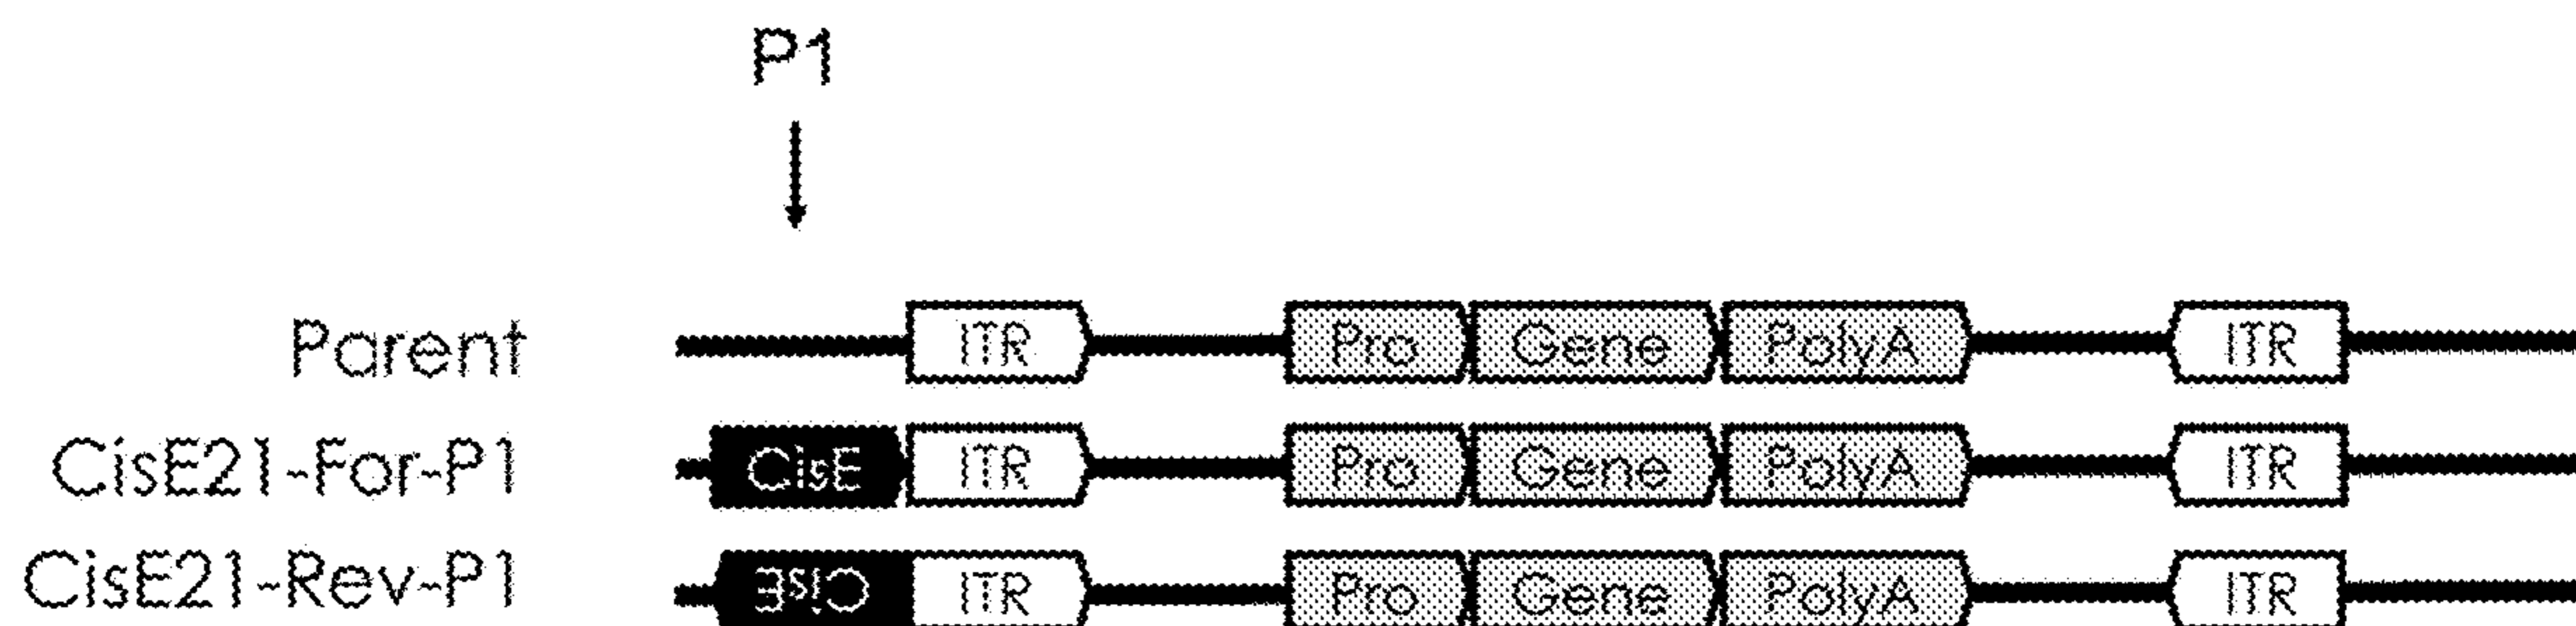 P1
Parent ITR Pro Gene PolyA ITR
CisE21-For-P1 CisE ITR Pro Gene PolyA ITR
CisE21-Rev-P1 CisE ITR Pro Gene PolyA ITR